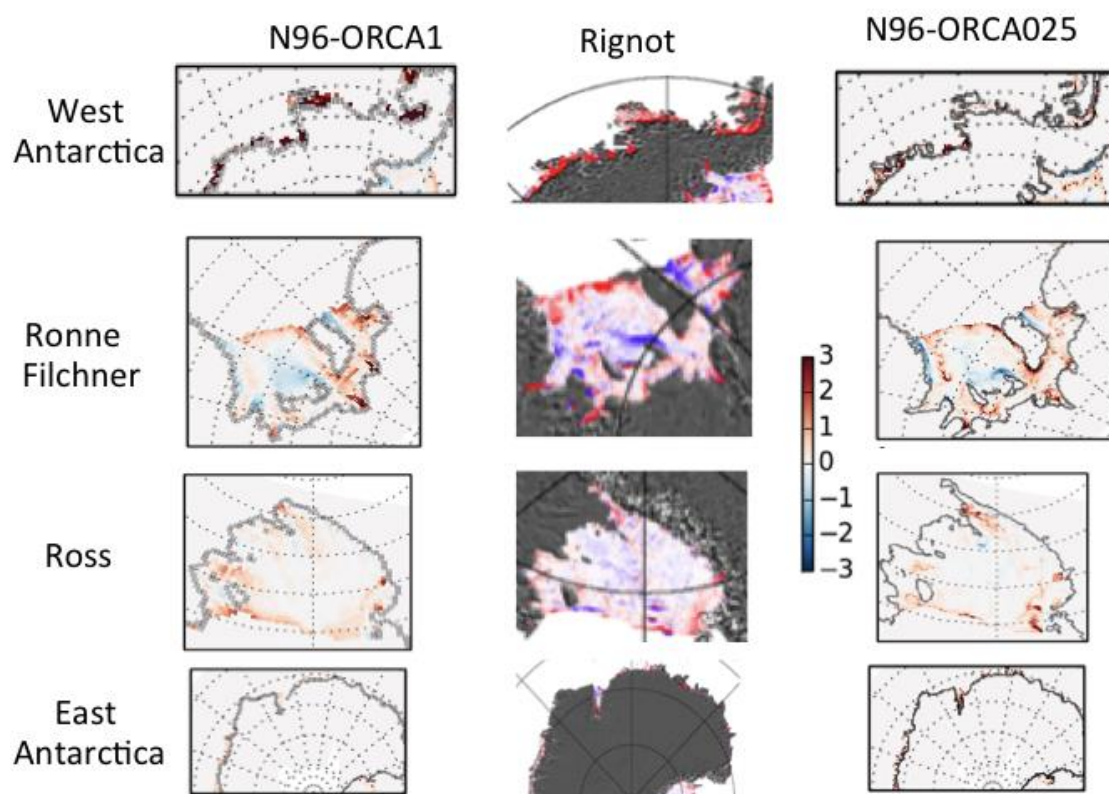 N96-ORCA1
Rignot
N96-ORCA025
West
Antarctica
Ronne
Filchner
3
2
1
0
−1
−2
−3
Ross
East
Antarctica